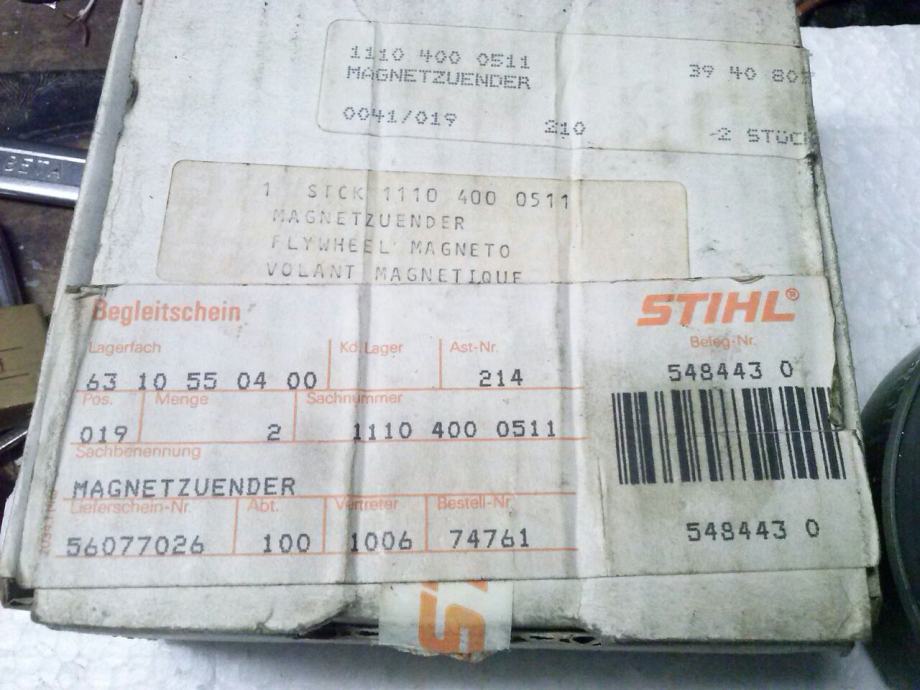 1110 400 0511
MAGNETZUENDER
39 40 80
0041/019 210 2 STÜCK
1 STCK 1110 400 0511
MAGNETZUENDER
FLYWHEEL MAGNETO
VOLANT MAGNETIQUE
Begleitschein
STIHL®
Lagerfach Kd.Lager Ast-Nr. Beleg-Nr.
63 10 55 04 00 214 548443 0
Pos. Menge Sachnummer
019 2 1110 400 0511
Sachbenennung
MAGNETZUENDER
Lieferschein-Nr. Abt. Vertreter Bestell-Nr.
56077026 100 1006 74761
548443 0
BETA